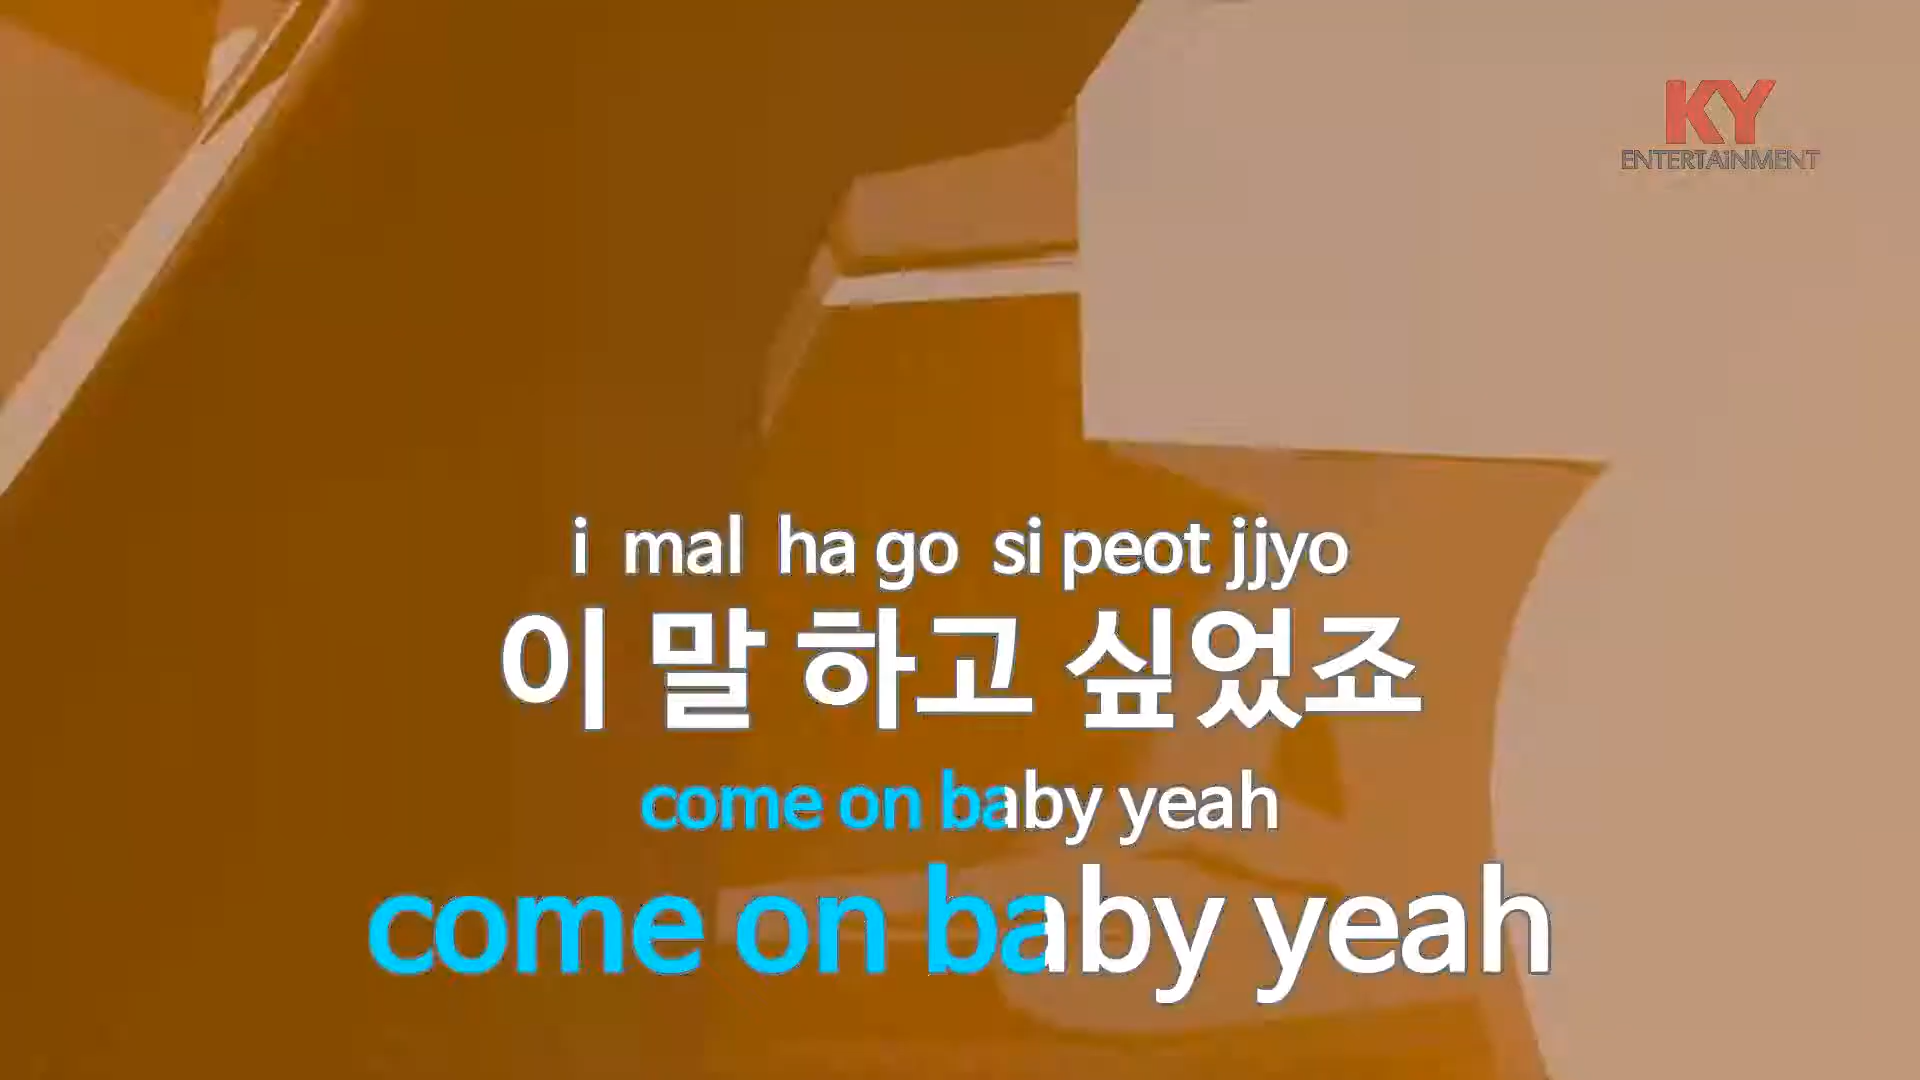 KY
ENTERTAiNMENT
i mal ha go si peot jjyo
이 말 하고 싶었죠
come on baby yeah
come on baby yeah